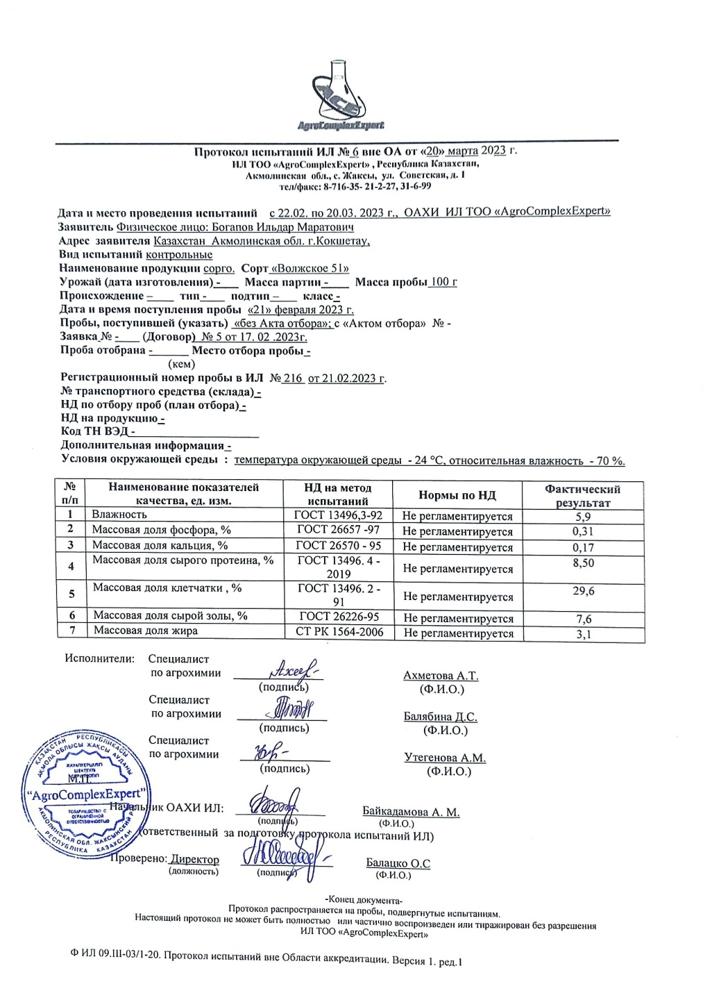 ACE
AgroComplexExpert
Протокол испытаний ИЛ № 6 вне ОА от «20» марта 2023 г.
ИЛ ТОО «AgroComplexExpert» , Республика Казахстан,
Акмолинская обл., с. Жаксы, ул. Советская, д. 1
тел/факс: 8-716-35- 21-2-27, 31-6-99
Дата и место проведения испытаний с 22.02. по 20.03. 2023 г., ОАХИ ИЛ ТОО «AgroComplexExpert»
Заявитель Физическое лицо: Богапов Ильдар Маратович
Адрес заявителя Казахстан Акмолинская обл. г.Кокшетау,
Вид испытаний контрольные
Наименование продукции сорго. Сорт «Волжское 51»
Урожай (дата изготовления) -___ Масса партии -___ Масса пробы 100 г
Происхождение –___ тип -___ подтип –___ класс -
Дата и время поступления пробы «21» февраля 2023 г.
Пробы, поступившей (указать) «без Акта отбора»; с «Актом отбора» № -
Заявка № -____ (Договор) № 5 от 17. 02 .2023г.
Проба отобрана -______ Место отбора пробы -
(кем)
Регистрационный номер пробы в ИЛ № 216 от 21.02.2023 г.
№ транспортного средства (склада) -
НД по отбору проб (план отбора) -
НД на продукцию -
Код ТН ВЭД -____________________
Дополнительная информация -
Условия окружающей среды : температура окружающей среды - 24 °С, относительная влажность - 70 %.
№ п/п Наименование показателей качества, ед. изм. НД на метод испытаний Нормы по НД Фактический результат
1 Влажность ГОСТ 13496,3-92 Не регламентируется 5,9
2 Массовая доля фосфора, % ГОСТ 26657 -97 Не регламентируется 0,31
3 Массовая доля кальция, % ГОСТ 26570 - 95 Не регламентируется 0,17
4 Массовая доля сырого протеина, % ГОСТ 13496. 4 - 2019 Не регламентируется 8,50
5 Массовая доля клетчатки , % ГОСТ 13496. 2 - 91 Не регламентируется 29,6
6 Массовая доля сырой золы, % ГОСТ 26226-95 Не регламентируется 7,6
7 Массовая доля жира СТ РК 1564-2006 Не регламентируется 3,1
Исполнители: Специалист
по агрохимии Ахметова А.Т.
(подпись) (Ф.И.О.)
Специалист
по агрохимии Балябина Д.С.
(подпись) (Ф.И.О.)
Специалист
по агрохимии Утегенова А.М.
(подпись) (Ф.И.О.)
ҚАЗАҚСТАН РЕСПУБЛИКАСЫ
АҚМОЛА ОБЛЫСЫ ЖАҚСЫ АУДАНЫ
ЖАУАПКЕРШІЛІГІ
ШЕКТЕУЛІ
СЕРІКТЕСТІГІ
М.П.
"AgroComplexExpert"
ТОВАРИЩЕСТВО С
ОГРАНИЧЕННОЙ
ОТВЕТСТВЕННОСТЬЮ
АКМОЛИНСКАЯ ОБЛ. ЖАКСЫНСКИЙ
РЕСПУБЛИКА КАЗАХСТАН
Начальник ОАХИ ИЛ: Байкадамова А. М.
(подпись) (Ф.И.О.)
(ответственный за подготовку протокола испытаний ИЛ)
Проверено: Директор Балацко О.С
(должность) (подпись) (Ф.И.О.)
-Конец документа-
Протокол распространяется на пробы, подвергнутые испытаниям.
Настоящий протокол не может быть полностью или частично воспроизведен или тиражирован без разрешения
ИЛ ТОО «AgroComplexExpert»
Ф ИЛ 09.III-03/1-20. Протокол испытаний вне Области аккредитации. Версия 1. ред.1